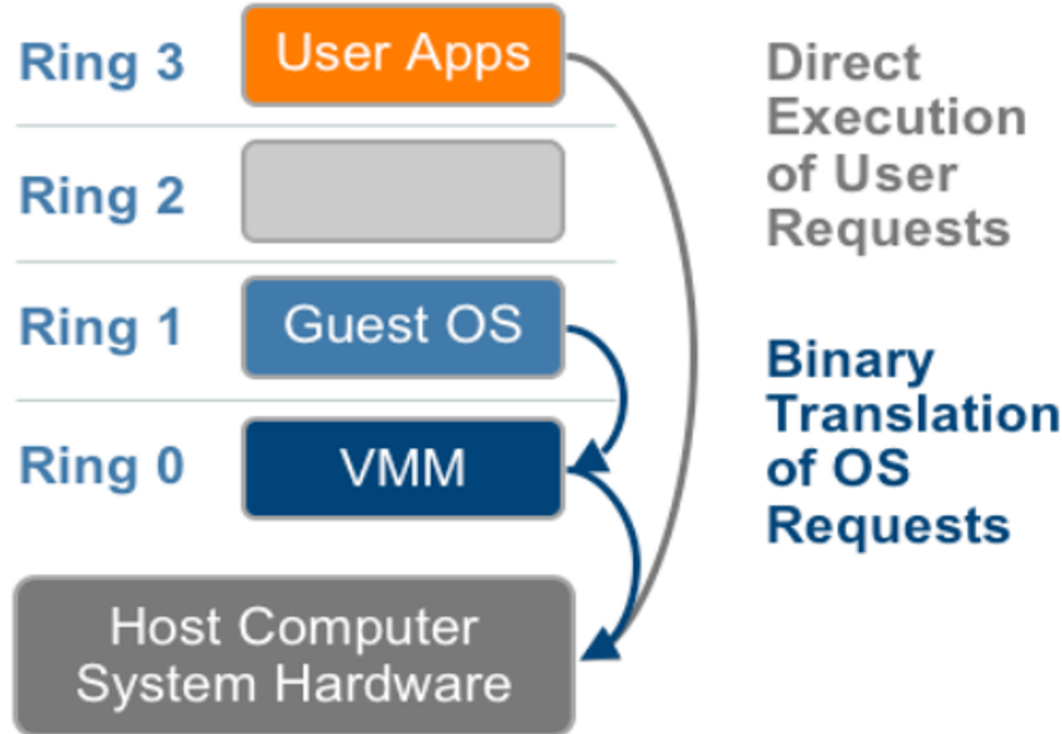 Ring 3
User Apps
Direct
Execution
of User
Requests
Ring 2
Ring 1
Guest OS
Binary
Translation
of OS
Requests
Ring 0
VMM
Host Computer
System Hardware